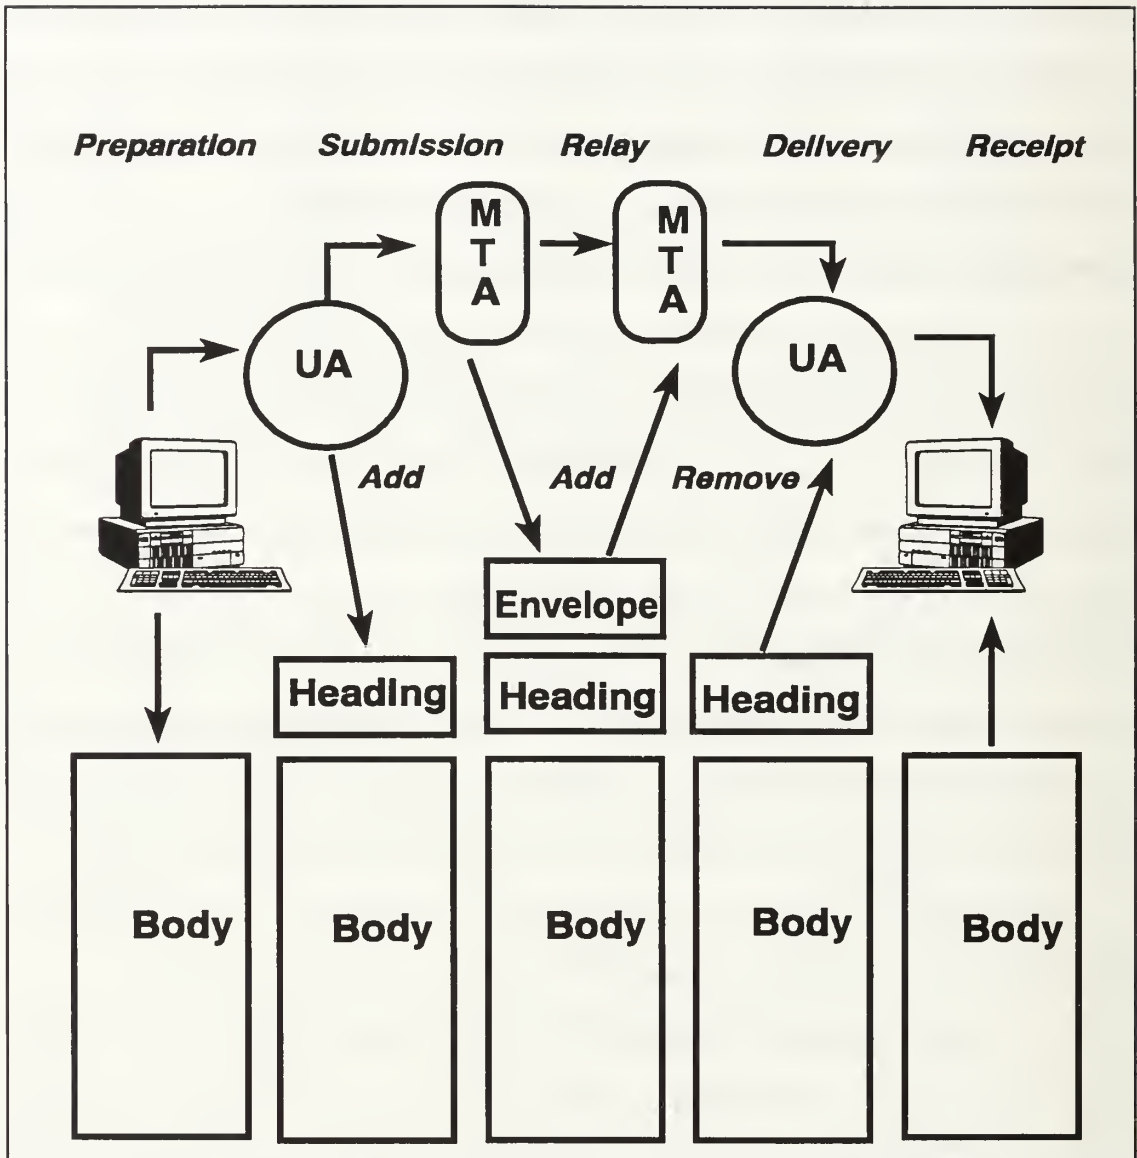 Preparation Submission Relay Delivery Receipt
M
T
A
M
T
A
UA
UA
Add
Add
Remove
Envelope
Heading
Heading
Heading
Body
Body
Body
Body
Body